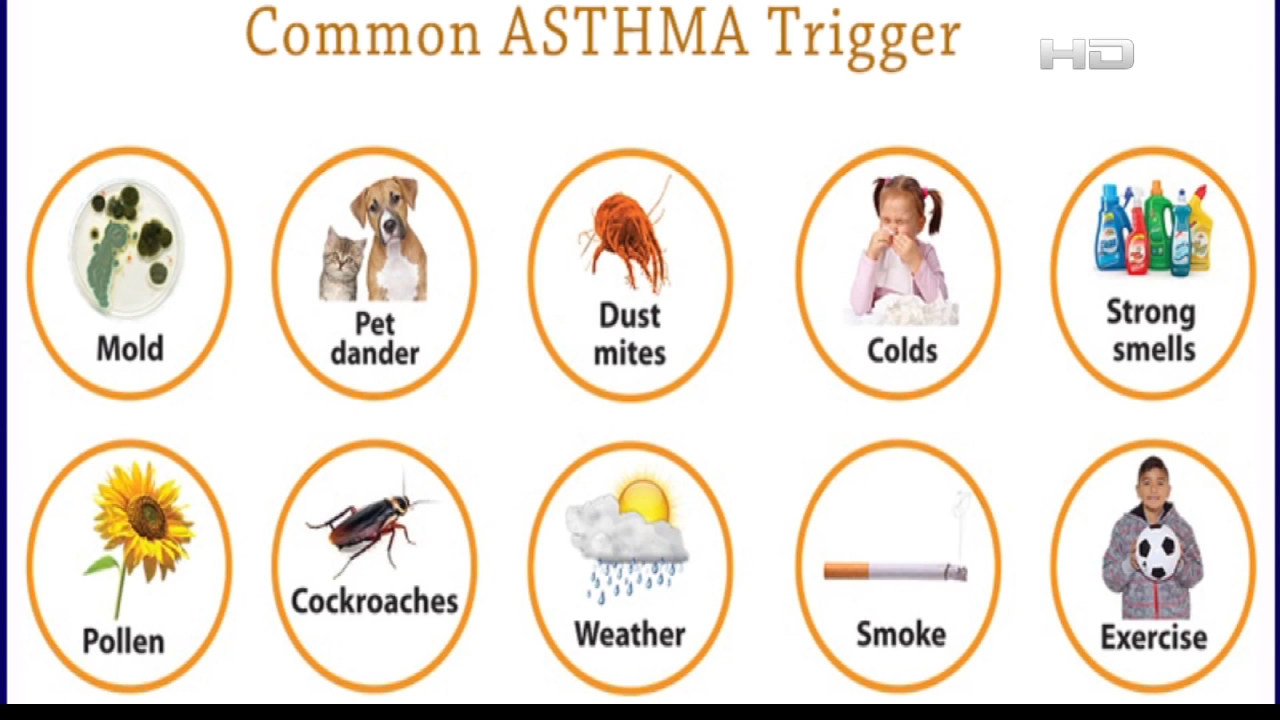 Common ASTHMA Trigger
HD
Mold
Pet
dander
Dust
mites
Colds
Strong
smells
Pollen
Cockroaches
Weather
Smoke
Exercise